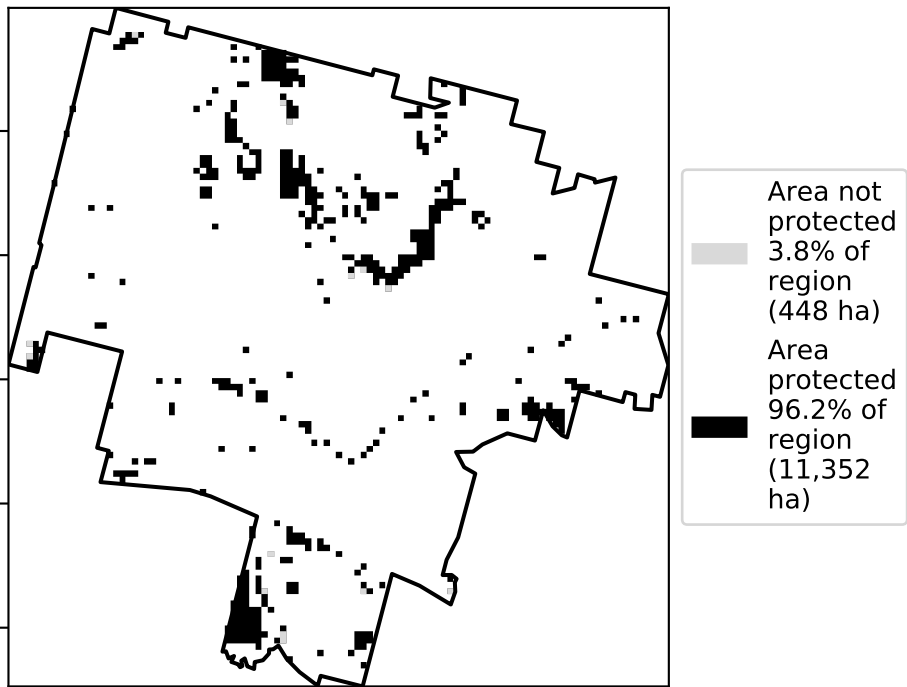 Area not
protected
3.8% of
region
(448 ha)
Area
protected
96.2% of
region
(11,352
ha)